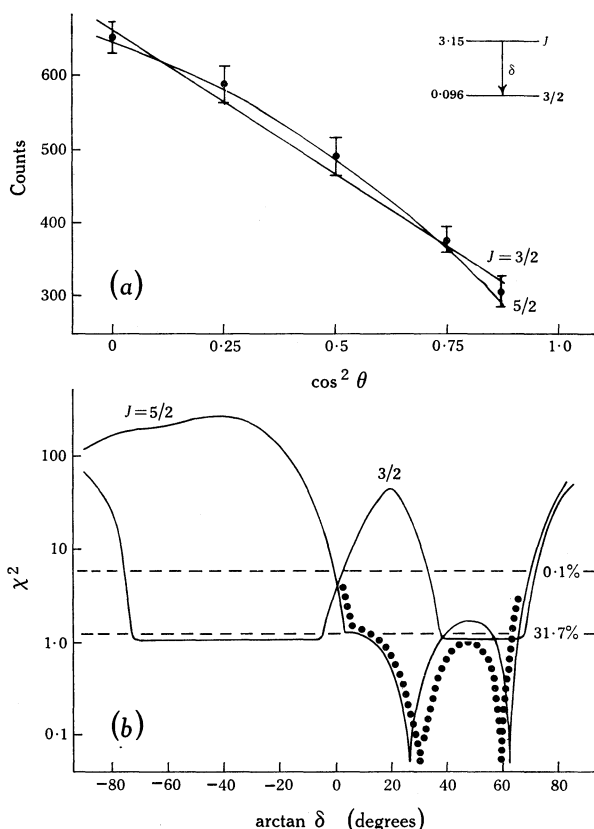 3·15 J
δ
0·096 3/2
600
500
400
300
Counts
J = 3/2
5/2
(a)
0 0·25 0·5 0·75 1·0
cos² θ
J = 5/2
3/2
100
10
1·0
0·1
χ²
0·1%
31·7%
(b)
−80 −60 −40 −20 0 20 40 60 80
arctan δ (degrees)